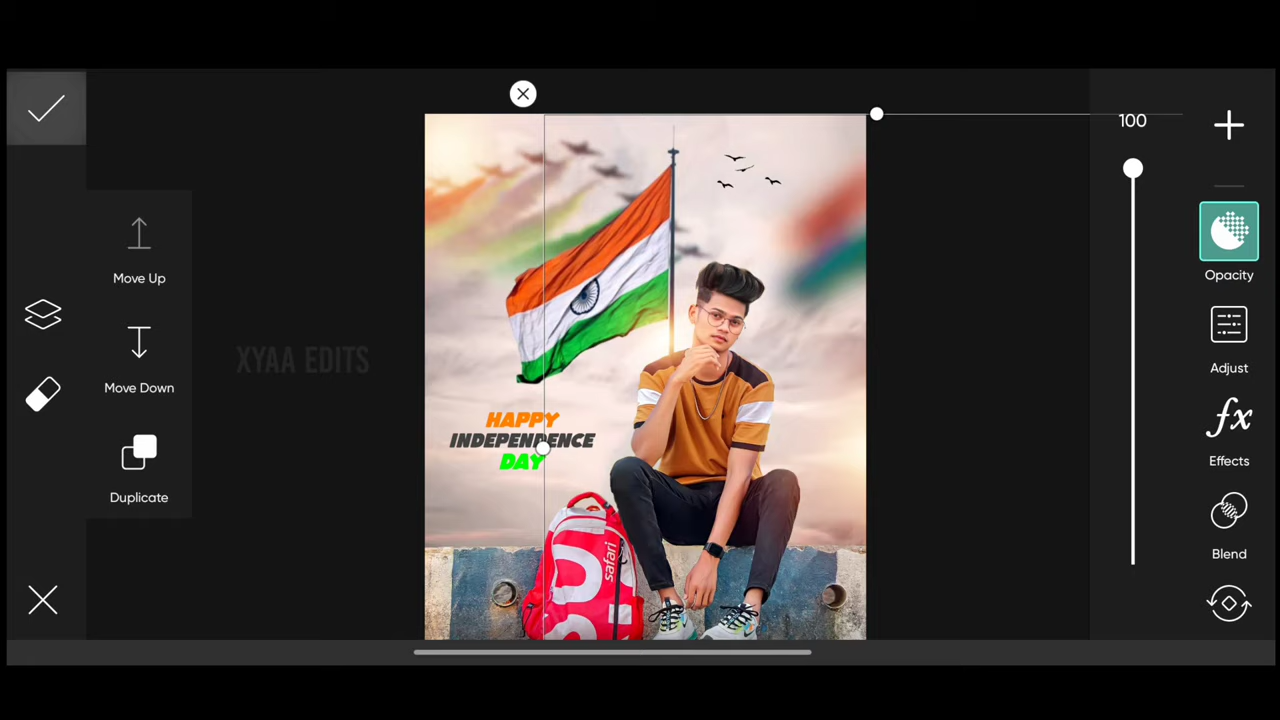 100
Move Up
Opacity
XYAA EDITS
Adjust
Move Down
HAPPY
INDEPENDENCE
DAY
fx
Effects
Duplicate
safari
Blend